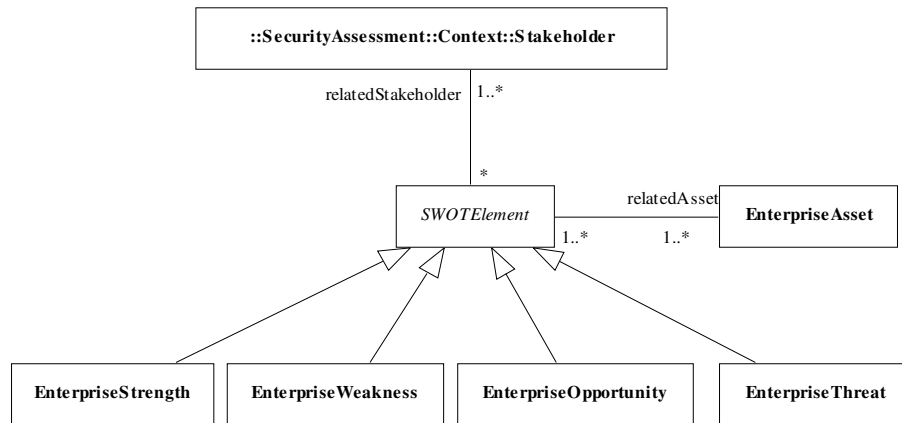 ::SecurityAssessment::Context::Stakeholder
relatedStakeholder
1..*
*
SWOTElement
relatedAsset
EnterpriseAsset
1..*
1..*
EnterpriseStrength
EnterpriseWeakness
EnterpriseOpportunity
EnterpriseThreat